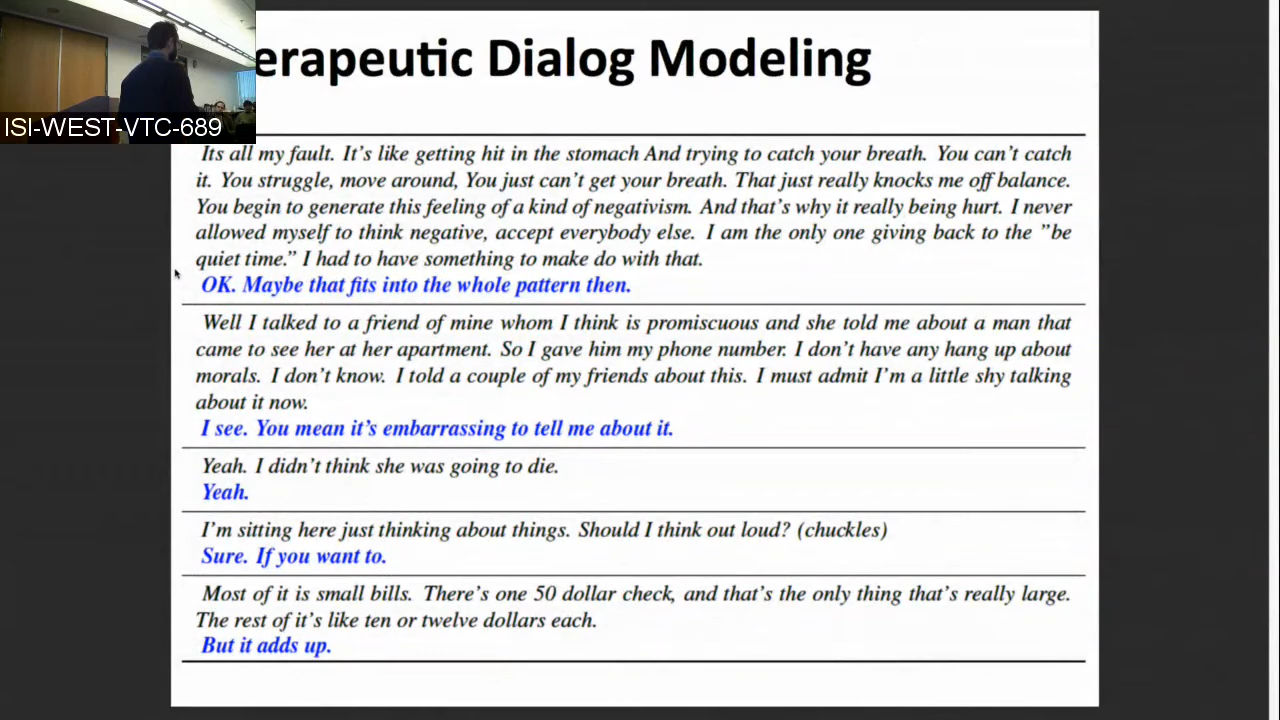 erapeutic Dialog Modeling
ISI-WEST-VTC-689
Its all my fault. It's like getting hit in the stomach And trying to catch your breath. You can't catch
it. You struggle, move around, You just can't get your breath. That just really knocks me off balance.
You begin to generate this feeling of a kind of negativism. And that's why it really being hurt. I never
allowed myself to think negative, accept everybody else. I am the only one giving back to the "be
quiet time." I had to have something to make do with that.
OK. Maybe that fits into the whole pattern then.
Well I talked to a friend of mine whom I think is promiscuous and she told me about a man that
came to see her at her apartment. So I gave him my phone number. I don't have any hang up about
morals. I don't know. I told a couple of my friends about this. I must admit I'm a little shy talking
about it now.
I see. You mean it's embarrassing to tell me about it.
Yeah. I didn't think she was going to die.
Yeah.
I'm sitting here just thinking about things. Should I think out loud? (chuckles)
Sure. If you want to.
Most of it is small bills. There's one 50 dollar check, and that's the only thing that's really large.
The rest of it's like ten or twelve dollars each.
But it adds up.